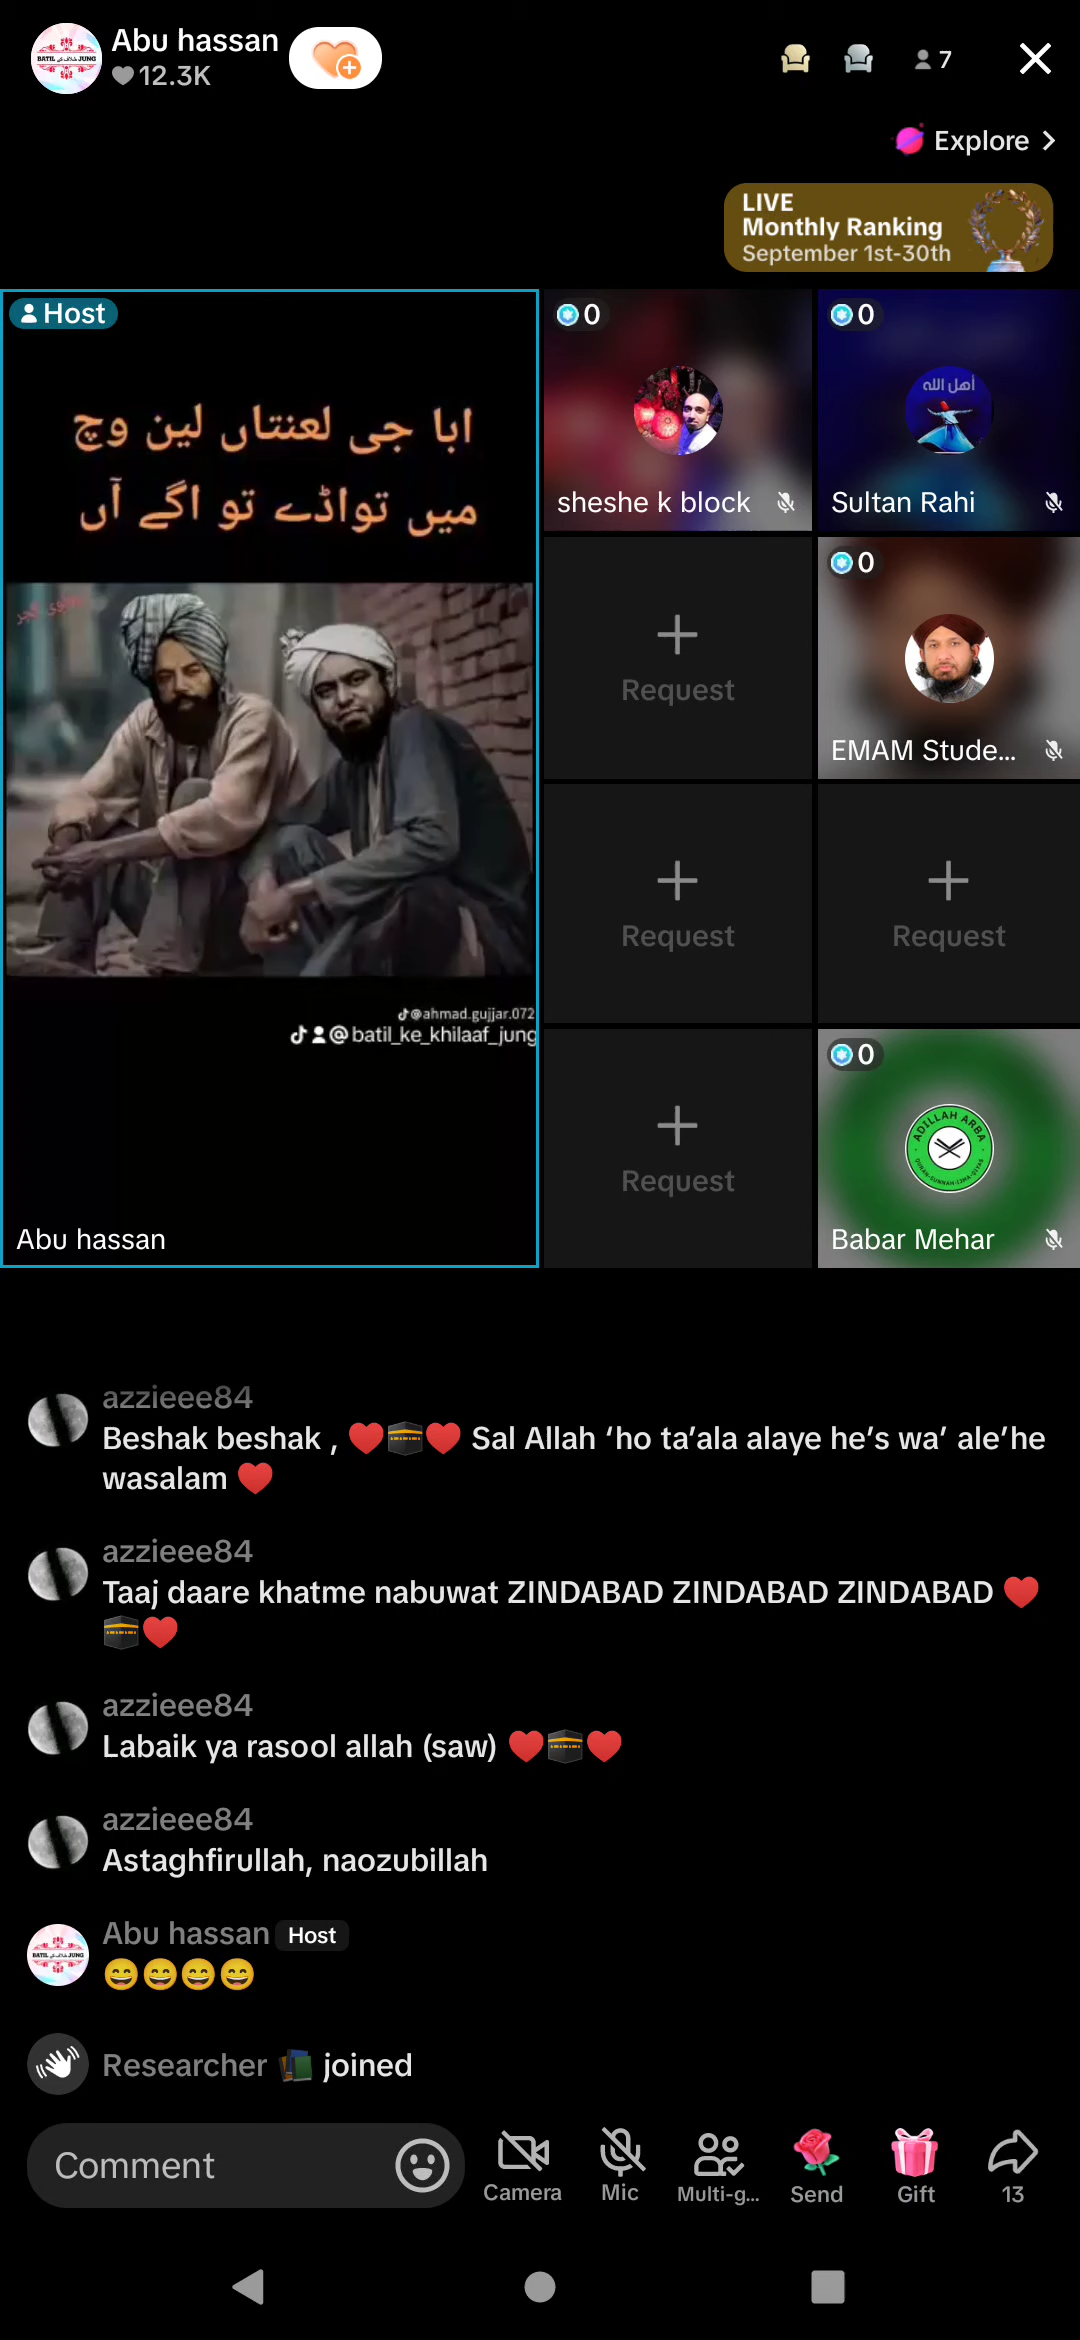 Abu hassan
12.3K
7
Explore
LIVE
Monthly Ranking
September 1st-30th
Host
ابا جی لعنتاں لین وچ
میں تواڈے تو اگے آں
@ahmad.gujjar.072
@batil_ke_khilaaf_jung
Abu hassan
0
sheshe k block
0
أهل الله
Sultan Rahi
Request
0
EMAM Stude...
Request
Request
Request
0
ADILLAH ARBA
Babar Mehar
azzieee84
Beshak beshak , ❤️🕋❤️ Sal Allah ‘ho ta’ala alaye he’s wa’ ale’he
wasalam ❤️
azzieee84
Taaj daare khatme nabuwat ZINDABAD ZINDABAD ZINDABAD ❤️
🕋❤️
azzieee84
Labaik ya rasool allah (saw) ❤️🕋❤️
azzieee84
Astaghfirullah, naozubillah
Abu hassan Host
😄😄😄😄
Researcher 📚 joined
Comment
Camera
Mic
Multi-g...
Send
Gift
13